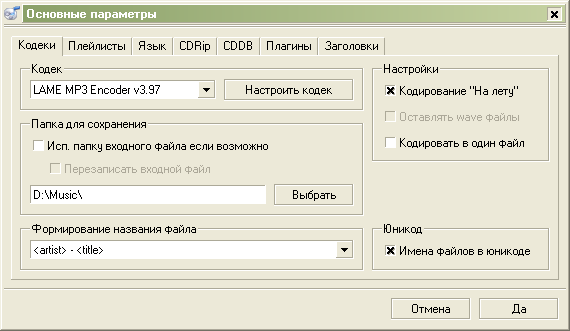 Основные параметры
Кодеки Плейлисты Язык CDRip CDDB Плагины Заголовки
Кодек
LAME MP3 Encoder v3.97
Настроить кодек
Настройки
Кодирование "На лету"
Оставлять wave файлы
Кодировать в один файл
Папка для сохранения
Исп. папку входного файла если возможно
Перезаписать входной файл
D:\Music\
Выбрать
Формирование названия файла
<artist> - <title>
Юникод
Имена файлов в юникоде
Отмена
Да